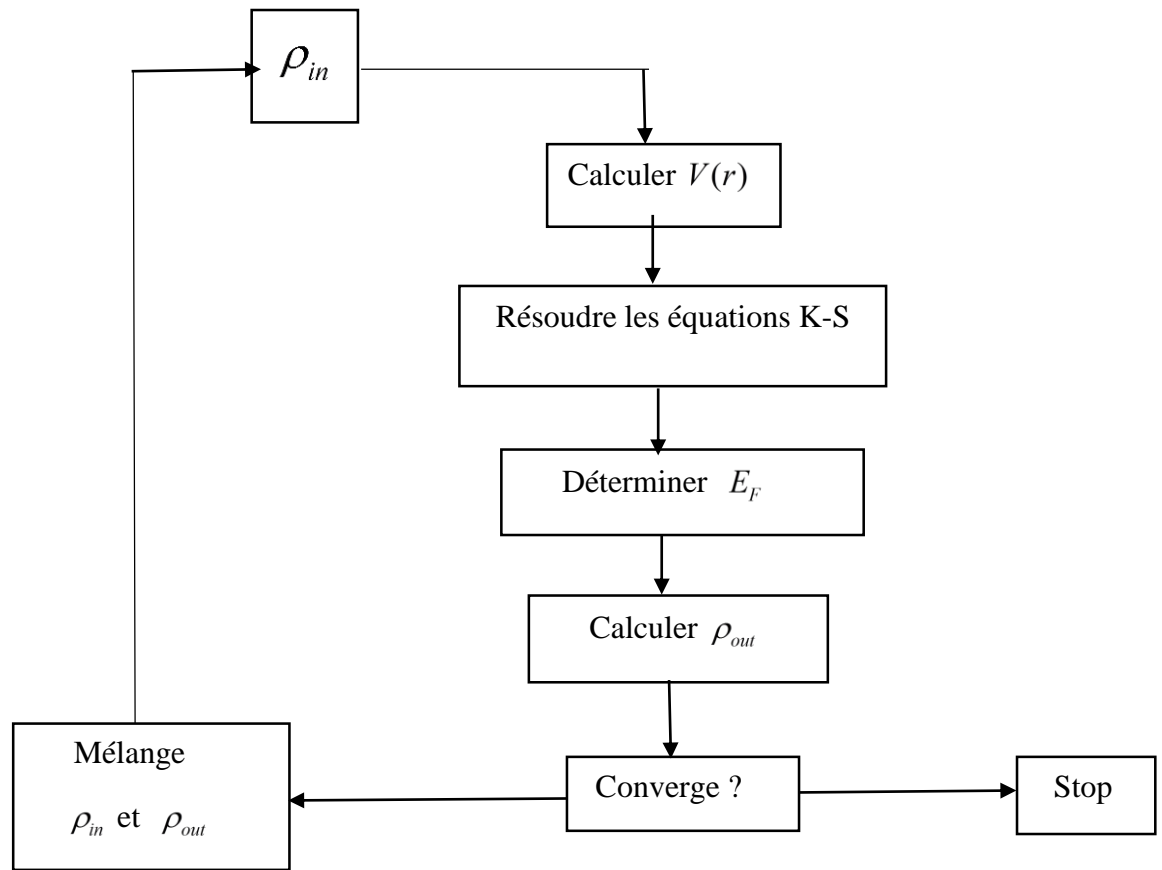 ρin
Calculer V(r)
Résoudre les équations K-S
Déterminer EF
Calculer ρout
Mélange
ρin et ρout
Converge ?
Stop